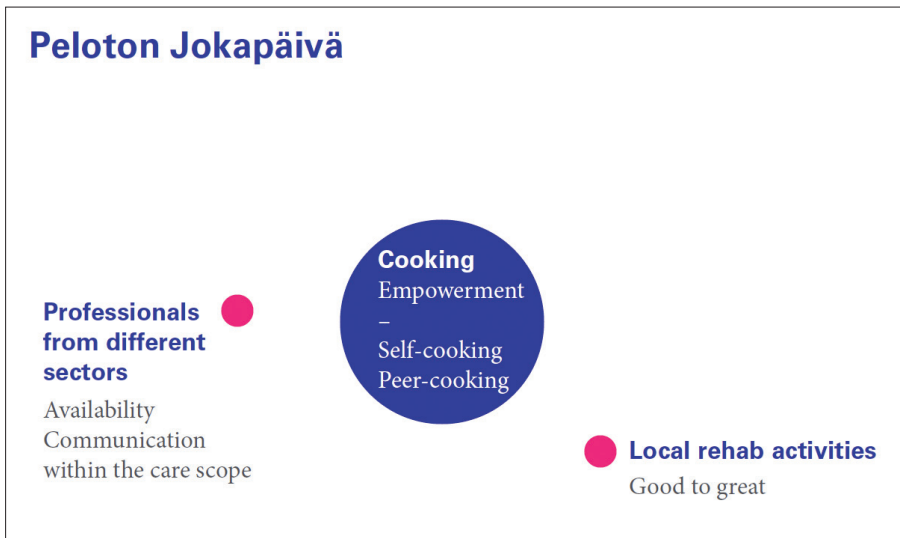 Peloton Jokapäivä
Cooking
Empowerment
–
Self-cooking
Peer-cooking
Professionals
from different
sectors
Availability
Communication
within the care scope
Local rehab activities
Good to great